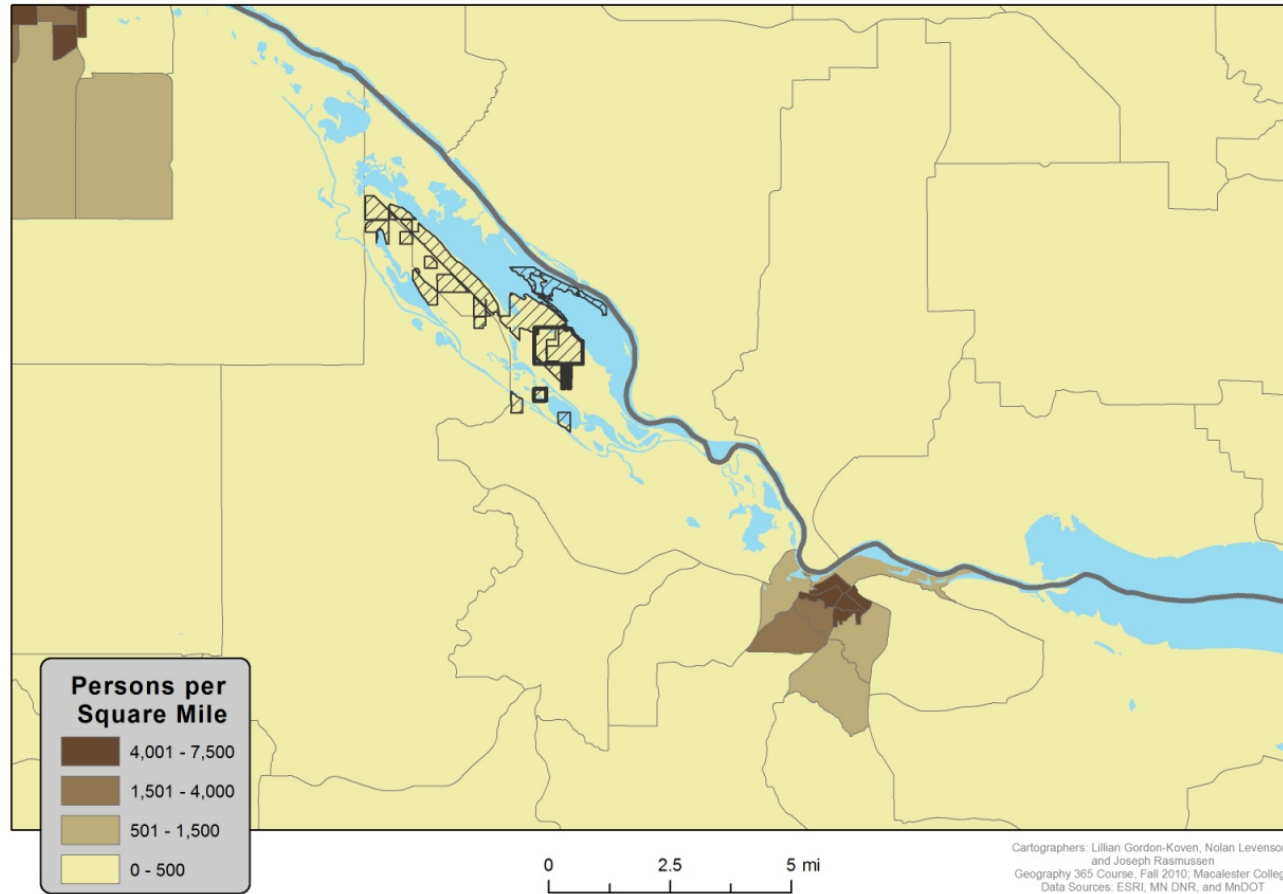 Persons per
Square Mile
4,001 - 7,500
1,501 - 4,000
501 - 1,500
0 - 500
0 2.5 5 mi
Cartographers: Lillian Gordon-Koven, Nolan Levenson
and Joseph Rasmussen
Geography 365 Course, Fall 2010; Macalester Colleg
Data Sources: ESRI, MN DNR, and MnDOT